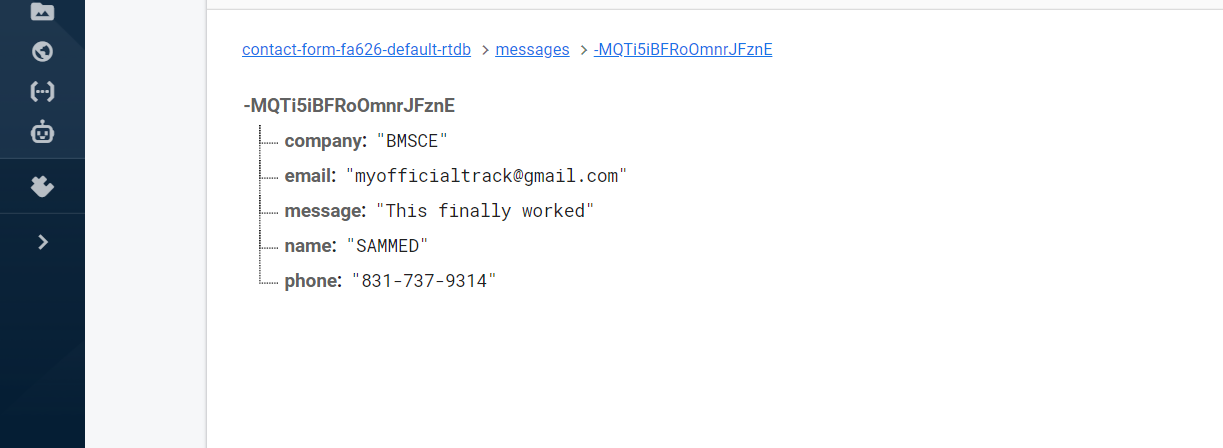 contact-form-fa626-default-rtdb > messages > -MQTi5iBFRoOmnrJFznE
-MQTi5iBFRoOmnrJFznE
company: "BMSCE"
email: "myofficialtrack@gmail.com"
message: "This finally worked"
name: "SAMMED"
phone: "831-737-9314"